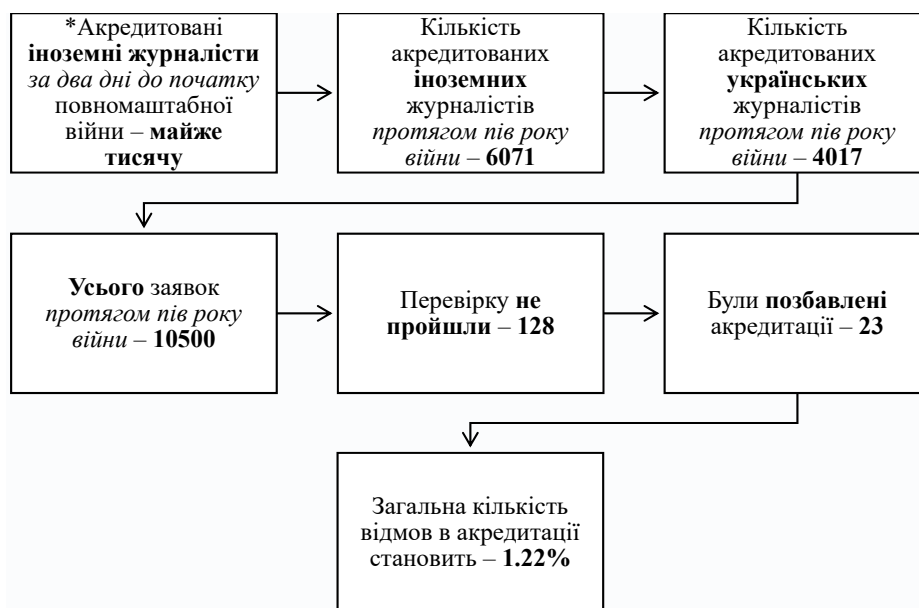 *Акредитовані
іноземні журналісти
за два дні до початку
повномаштабної
війни – майже
тисячу
Кількість
акредитованих
іноземних
журналістів
протягом пів року
війни – 6071
Кількість
акредитованих
українських
журналістів
протягом пів року
війни – 4017
Усього заявок
протягом пів року
війни – 10500
Перевірку не
пройшли – 128
Були позбавлені
акредитації – 23
Загальна кількість
відмов в акредитації
становить – 1.22%